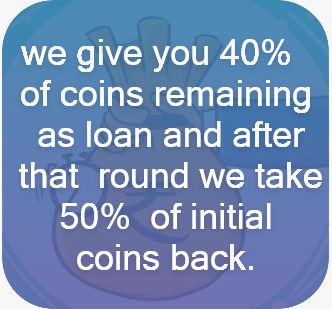 we give you 40%
of coins remaining
as loan and after
that round we take
50% of initial
coins back.